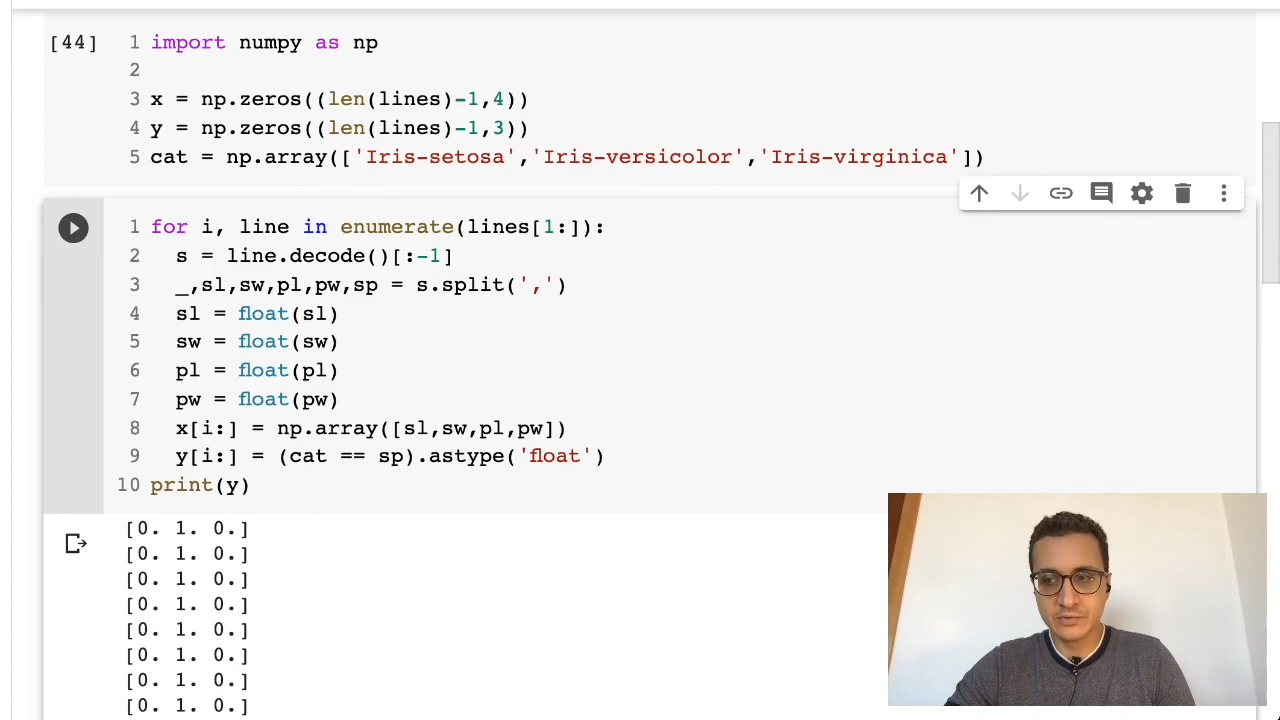 [44]
1 import numpy as np
2
3 x = np.zeros((len(lines)-1,4))
4 y = np.zeros((len(lines)-1,3))
5 cat = np.array(['Iris-setosa','Iris-versicolor','Iris-virginica'])
1 for i, line in enumerate(lines[1:]):
2   s = line.decode()[:-1]
3   _,sl,sw,pl,pw,sp = s.split(',')
4   sl = float(sl)
5   sw = float(sw)
6   pl = float(pl)
7   pw = float(pw)
8   x[i:] = np.array([sl,sw,pl,pw])
9   y[i:] = (cat == sp).astype('float')
10 print(y)
[0. 1. 0.]
[0. 1. 0.]
[0. 1. 0.]
[0. 1. 0.]
[0. 1. 0.]
[0. 1. 0.]
[0. 1. 0.]
[0. 1. 0.]